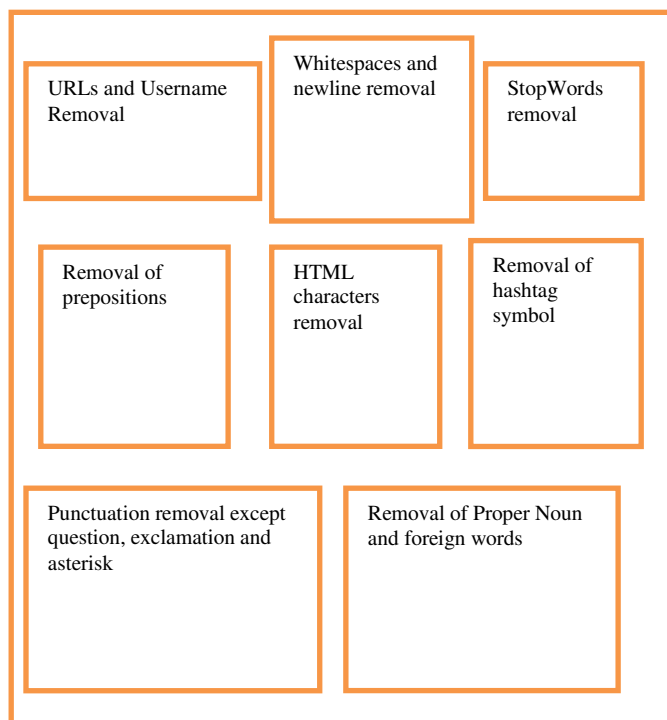 URLs and Username
Removal
Whitespaces and
newline removal
StopWords
removal
Removal of
prepositions
HTML
characters
removal
Removal of
hashtag
symbol
Punctuation removal except
question, exclamation and
asterisk
Removal of Proper Noun
and foreign words